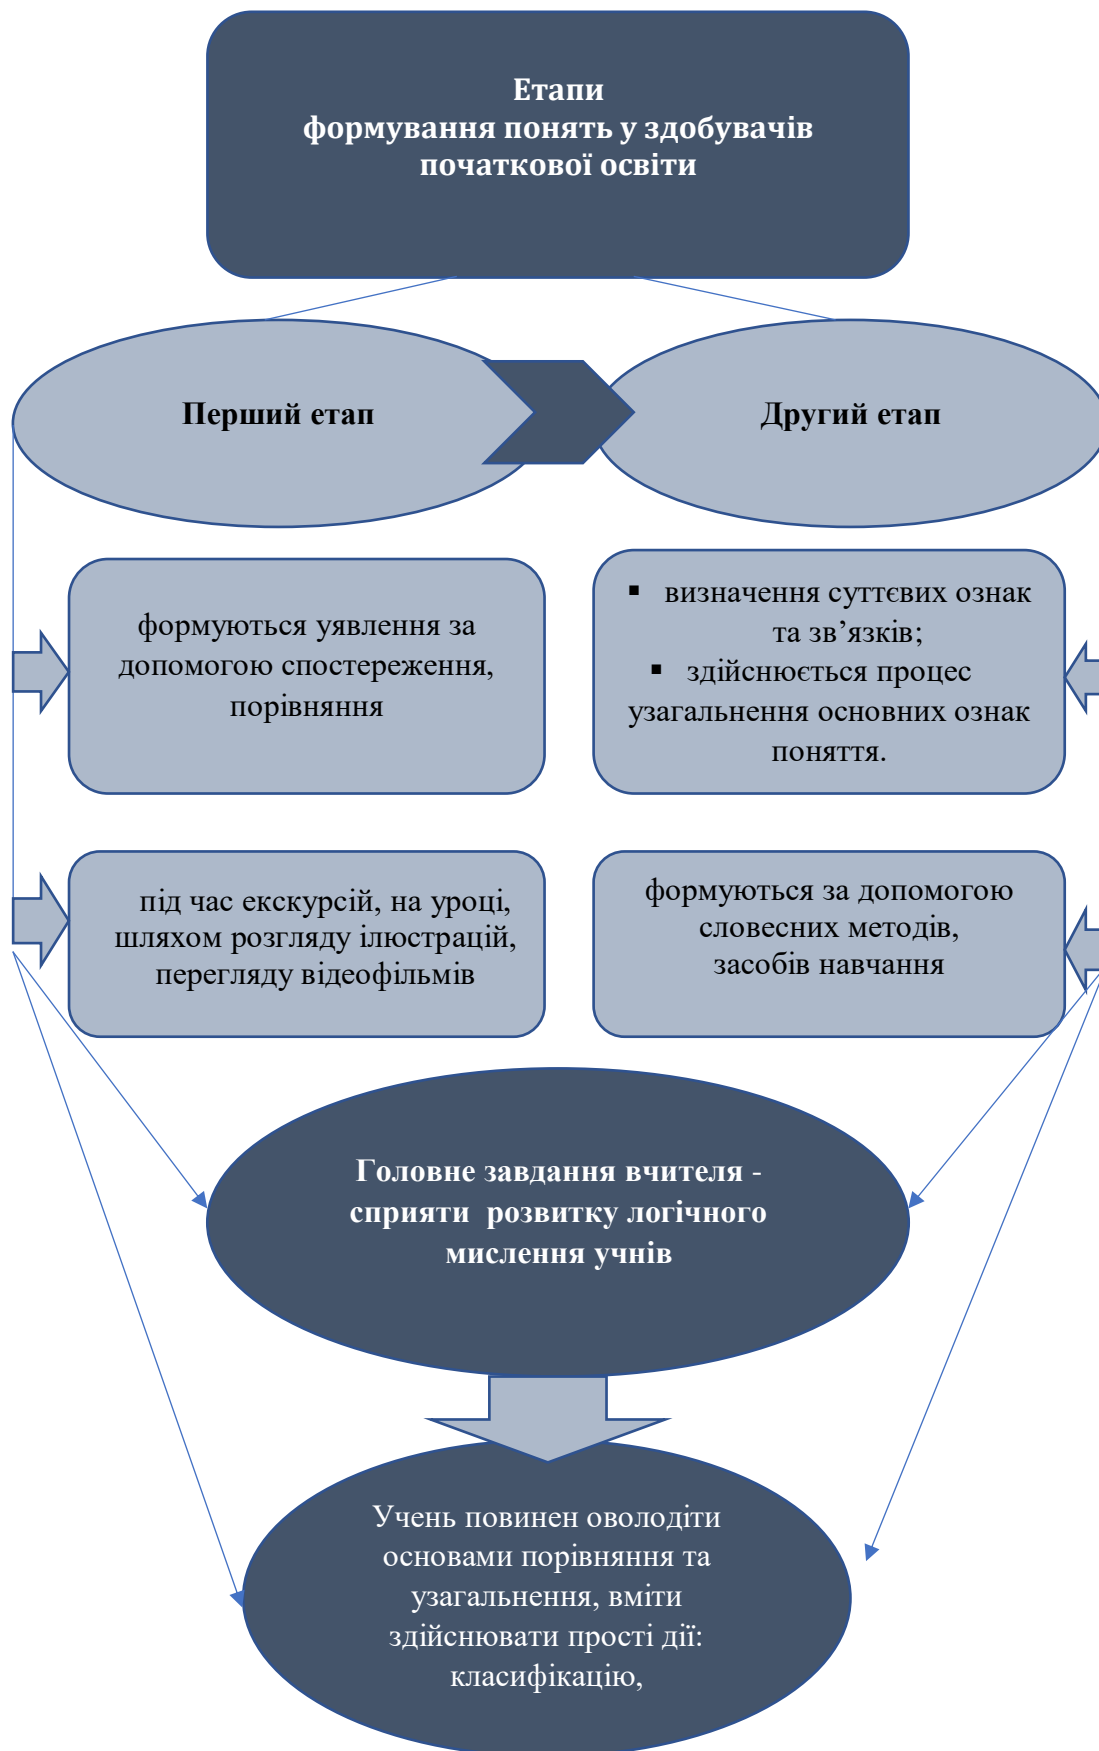 Етапи
формування понять у здобувачів
початкової освіти
Перший етап
Другий етап
формуються уявлення за
допомогою спостереження,
порівняння
▪ визначення суттєвих ознак
та зв’язків;
▪ здійснюється процес
узагальнення основних ознак
поняття.
під час екскурсій, на уроці,
шляхом розгляду ілюстрацій,
перегляду відеофільмів
формуються за допомогою
словесних методів,
засобів навчання
Головне завдання вчителя -
сприяти розвитку логічного
мислення учнів
Учень повинен оволодіти
основами порівняння та
узагальнення, вміти
здійснювати прості дії:
класифікацію,